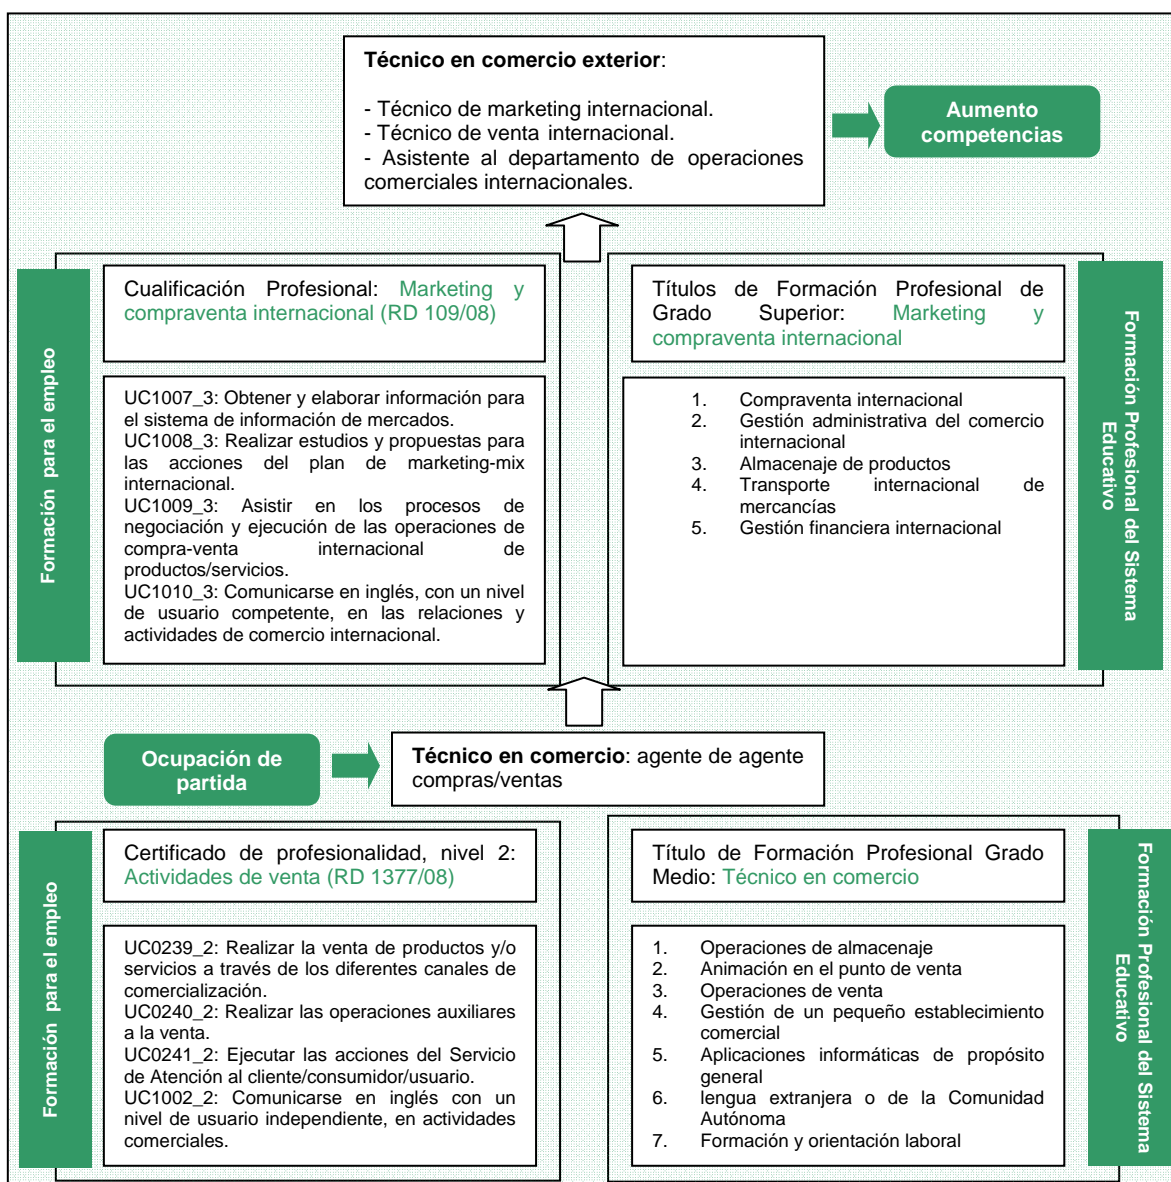 Técnico en comercio exterior:
- Técnico de marketing internacional.
- Técnico de venta internacional.
- Asistente al departamento de operaciones
comerciales internacionales.
Aumento
competencias
Formación para el empleo
Cualificación Profesional: Marketing y
compraventa internacional (RD 109/08)
UC1007_3: Obtener y elaborar información para
el sistema de información de mercados.
UC1008_3: Realizar estudios y propuestas para
las acciones del plan de marketing-mix
internacional.
UC1009_3: Asistir en los procesos de
negociación y ejecución de las operaciones de
compra-venta internacional de
productos/servicios.
UC1010_3: Comunicarse en inglés, con un nivel
de usuario competente, en las relaciones y
actividades de comercio internacional.
Títulos de Formación Profesional de
Grado Superior: Marketing y
compraventa internacional
1. Compraventa internacional
2. Gestión administrativa del comercio
internacional
3. Almacenaje de productos
4. Transporte internacional de
mercancías
5. Gestión financiera internacional
Formación Profesional del Sistema
Educativo
Ocupación de
partida
Técnico en comercio: agente de agente
compras/ventas
Formación para el empleo
Certificado de profesionalidad, nivel 2:
Actividades de venta (RD 1377/08)
UC0239_2: Realizar la venta de productos y/o
servicios a través de los diferentes canales de
comercialización.
UC0240_2: Realizar las operaciones auxiliares
a la venta.
UC0241_2: Ejecutar las acciones del Servicio
de Atención al cliente/consumidor/usuario.
UC1002_2: Comunicarse en inglés con un
nivel de usuario independiente, en actividades
comerciales.
Título de Formación Profesional Grado
Medio: Técnico en comercio
1. Operaciones de almacenaje
2. Animación en el punto de venta
3. Operaciones de venta
4. Gestión de un pequeño establecimiento
comercial
5. Aplicaciones informáticas de propósito
general
6. lengua extranjera o de la Comunidad
Autónoma
7. Formación y orientación laboral
Formación Profesional del Sistema
Educativo